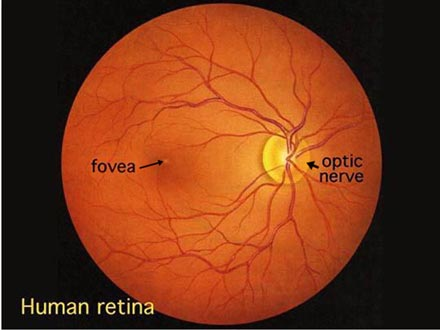 fovea
optic
nerve
Human retina